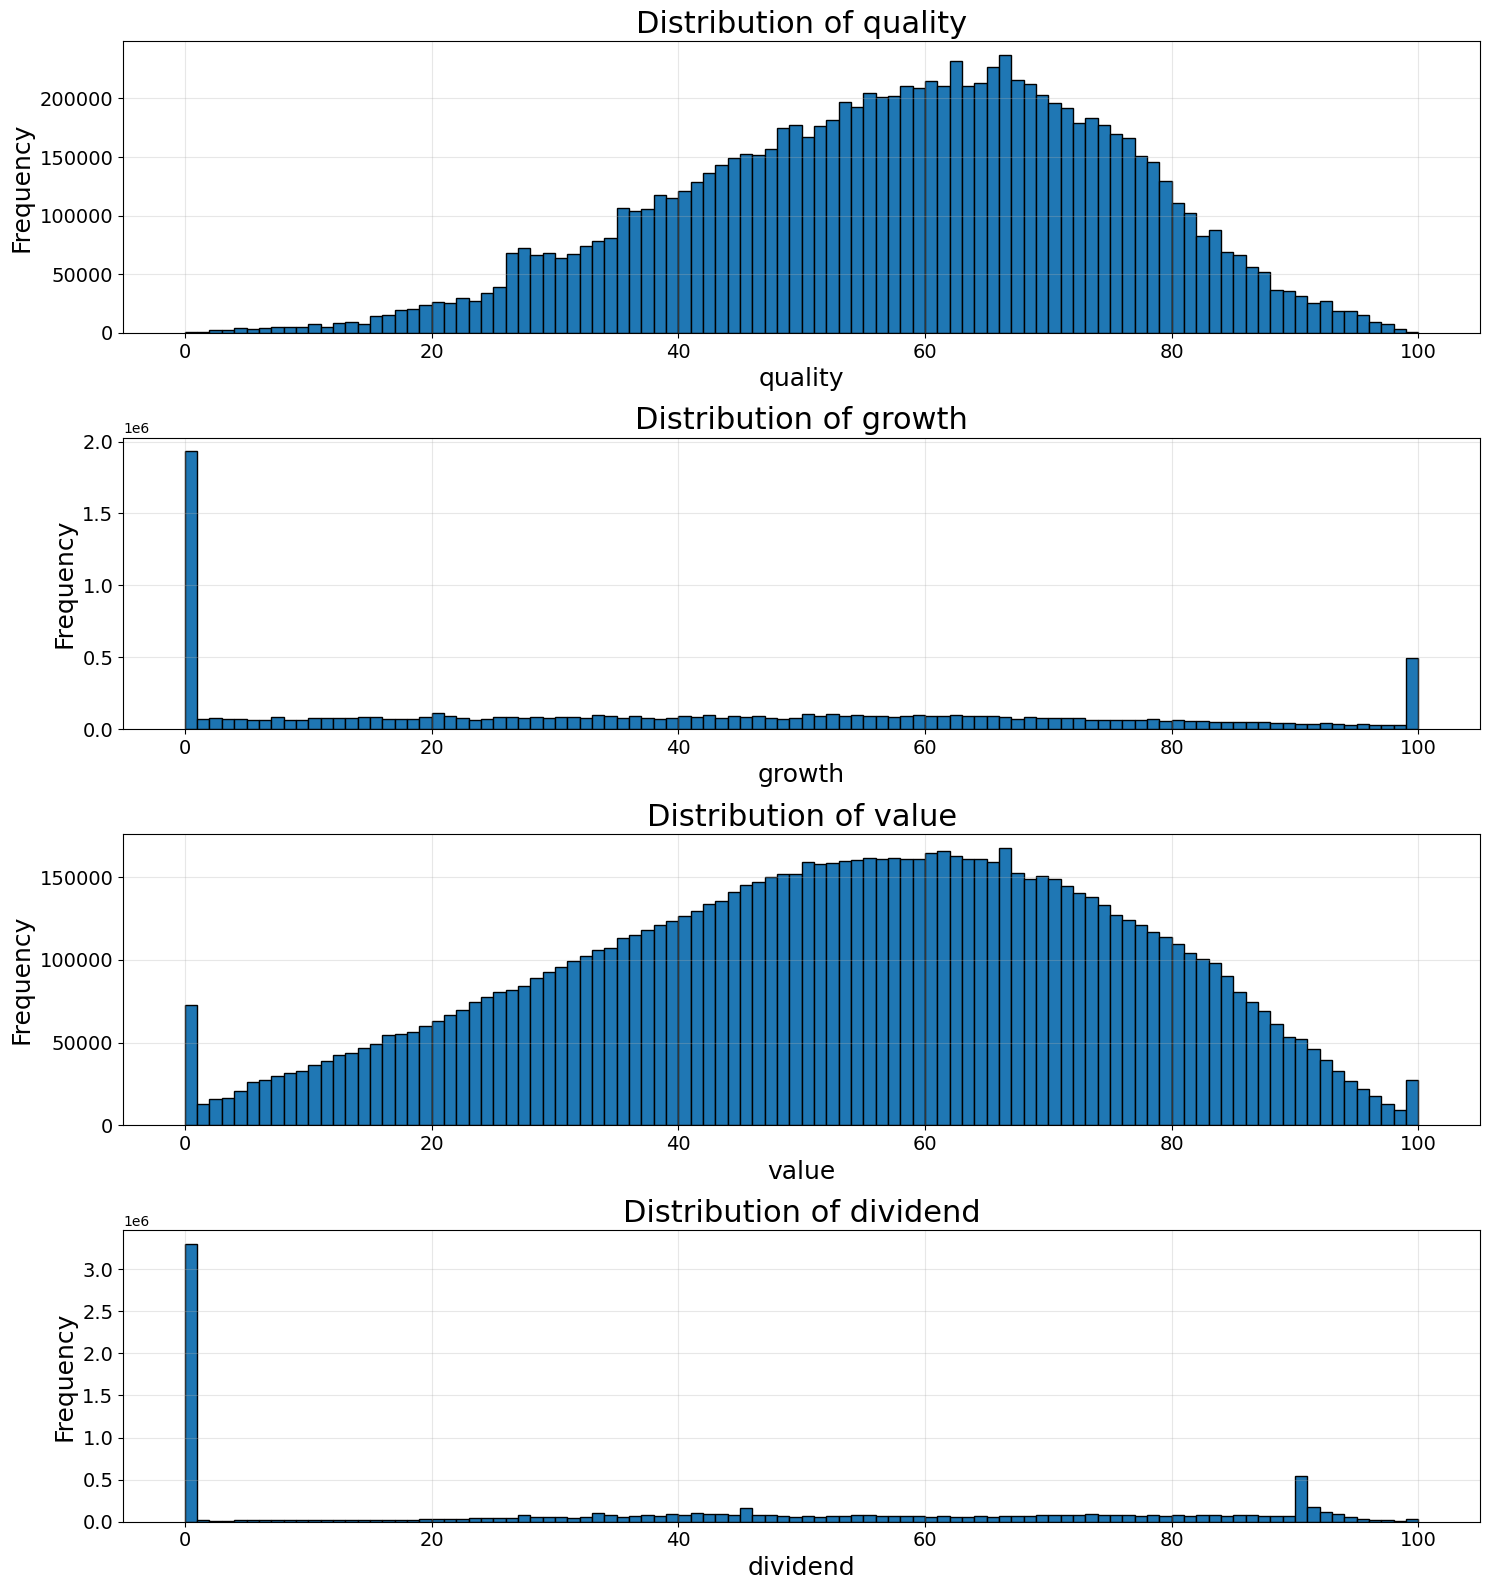 Distribution of quality
Frequency
200000
150000
100000
50000
0
0 20 40 60 80 100
quality
Distribution of growth
1e6
Frequency
2.0
1.5
1.0
0.5
0.0
0 20 40 60 80 100
growth
Distribution of value
Frequency
150000
100000
50000
0
0 20 40 60 80 100
value
Distribution of dividend
1e6
Frequency
3.0
2.5
2.0
1.5
1.0
0.5
0.0
0 20 40 60 80 100
dividend